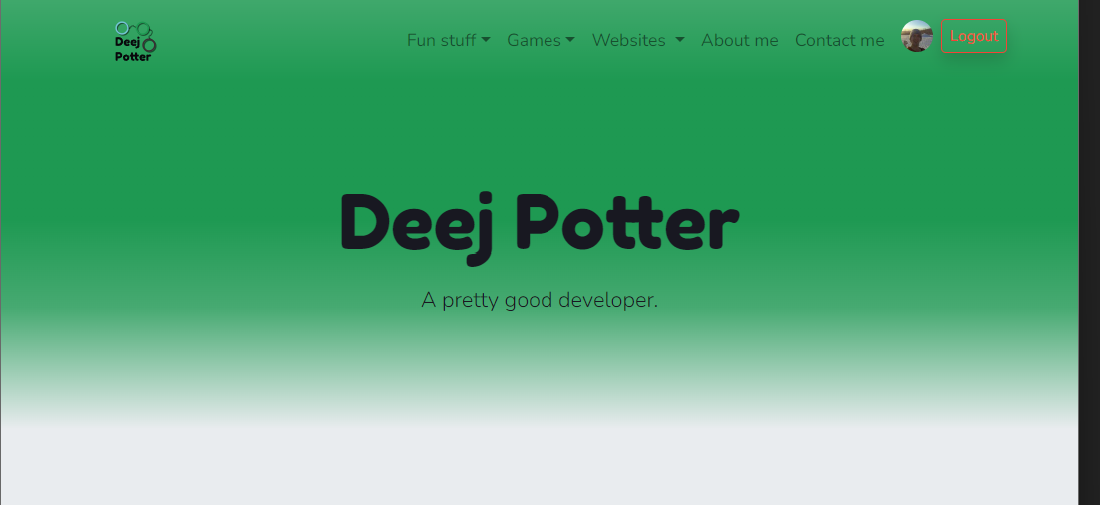 Deej
Potter
Fun stuff Games Websites About me Contact me Logout
Deej Potter
A pretty good developer.